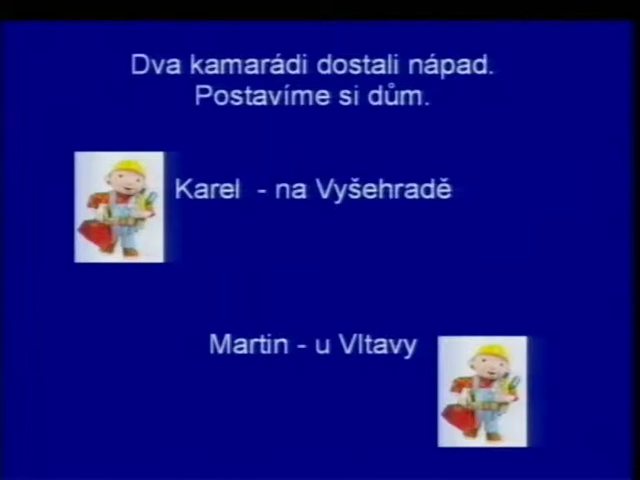 Dva kamarádi dostali nápad.
Postavíme si dům.
Karel - na Vyšehradě
Martin - u Vltavy